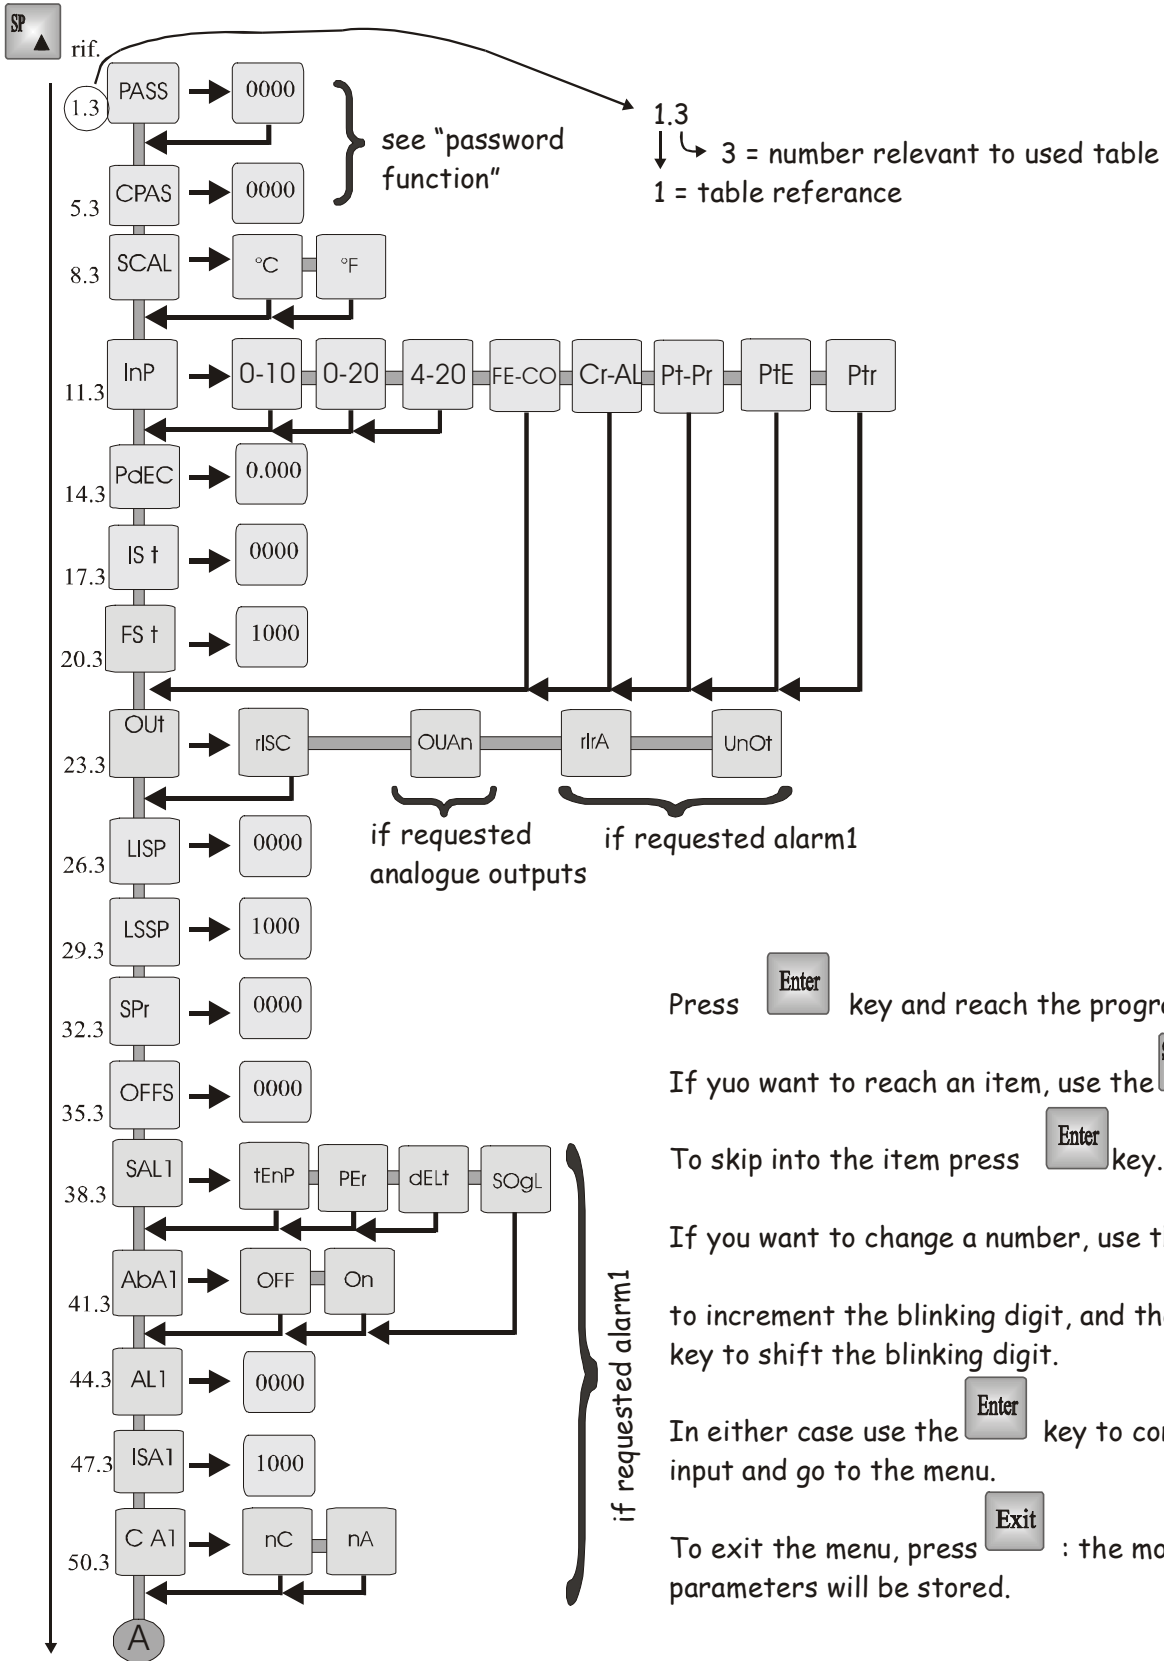 SP
rif.
1.3 PASS 0000
see “password
function”
1.3
3 = number relevant to used table
1 = table referance
5.3 CPAS 0000
8.3 SCAL °C °F
11.3 InP 0-10 0-20 4-20 FE-CO Cr-AL Pt-Pr PtE Ptr
14.3 PdEC 0.000
17.3 IS t 0000
20.3 FS t 1000
23.3 OUt rISC OUAn rIrA UnOt
if requested
analogue outputs
if requested alarm1
26.3 LISP 0000
29.3 LSSP 1000
32.3 SPr 0000
35.3 OFFS 0000
38.3 SAL1 tEnP PEr dELt SOgL
41.3 AbA1 OFF On
44.3 AL1 0000
47.3 ISA1 1000
50.3 C A1 nC nA
A
if requested alarm1
Press Enter key and reach the
If yuo want to reach an item, use the
To skip into the item press Enter key.
If you want to change a number, use
to increment the blinking digit, and
key to shift the blinking digit.
In either case use the Enter key to
input and go to the menu.
To exit the menu, press Exit : the
parameters will be stored.